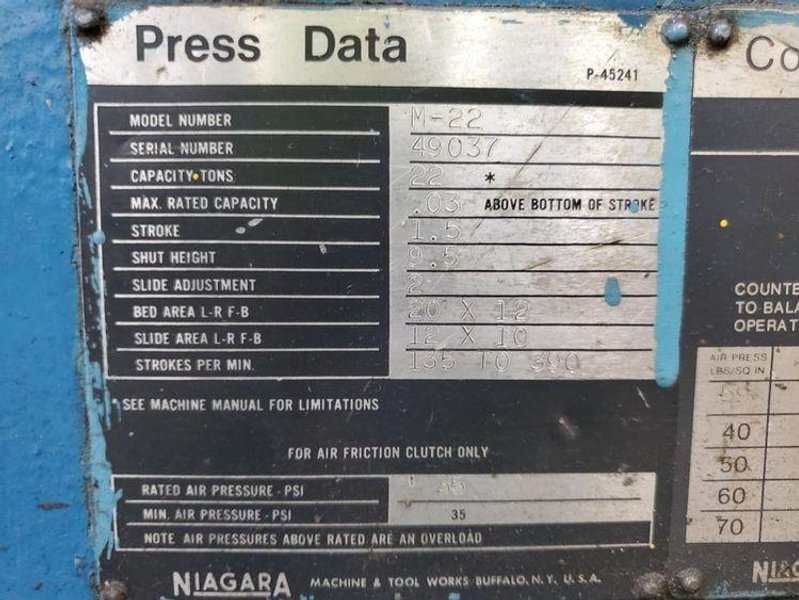 Press Data
P-45241
MODEL NUMBER M-22
SERIAL NUMBER 49037
CAPACITY-TONS 22 *
MAX. RATED CAPACITY .03 ABOVE BOTTOM OF STROKE
STROKE 1.5
SHUT HEIGHT 9.5
SLIDE ADJUSTMENT 2
BED AREA L-R F-B 20 X 12
SLIDE AREA L-R F-B 12 X 10
STROKES PER MIN. 135 TO 390
*SEE MACHINE MANUAL FOR LIMITATIONS
FOR AIR FRICTION CLUTCH ONLY
RATED AIR PRESSURE - PSI
MIN. AIR PRESSURE - PSI 35
NOTE AIR PRESSURES ABOVE RATED ARE AN OVERLOAD
NIAGARA MACHINE & TOOL WORKS BUFFALO, N.Y. U.S.A.
Co
COUNTE
TO BALA
OPERAT
AIR PRESS
LBS/SQ IN
40
50
60
70
NIAG